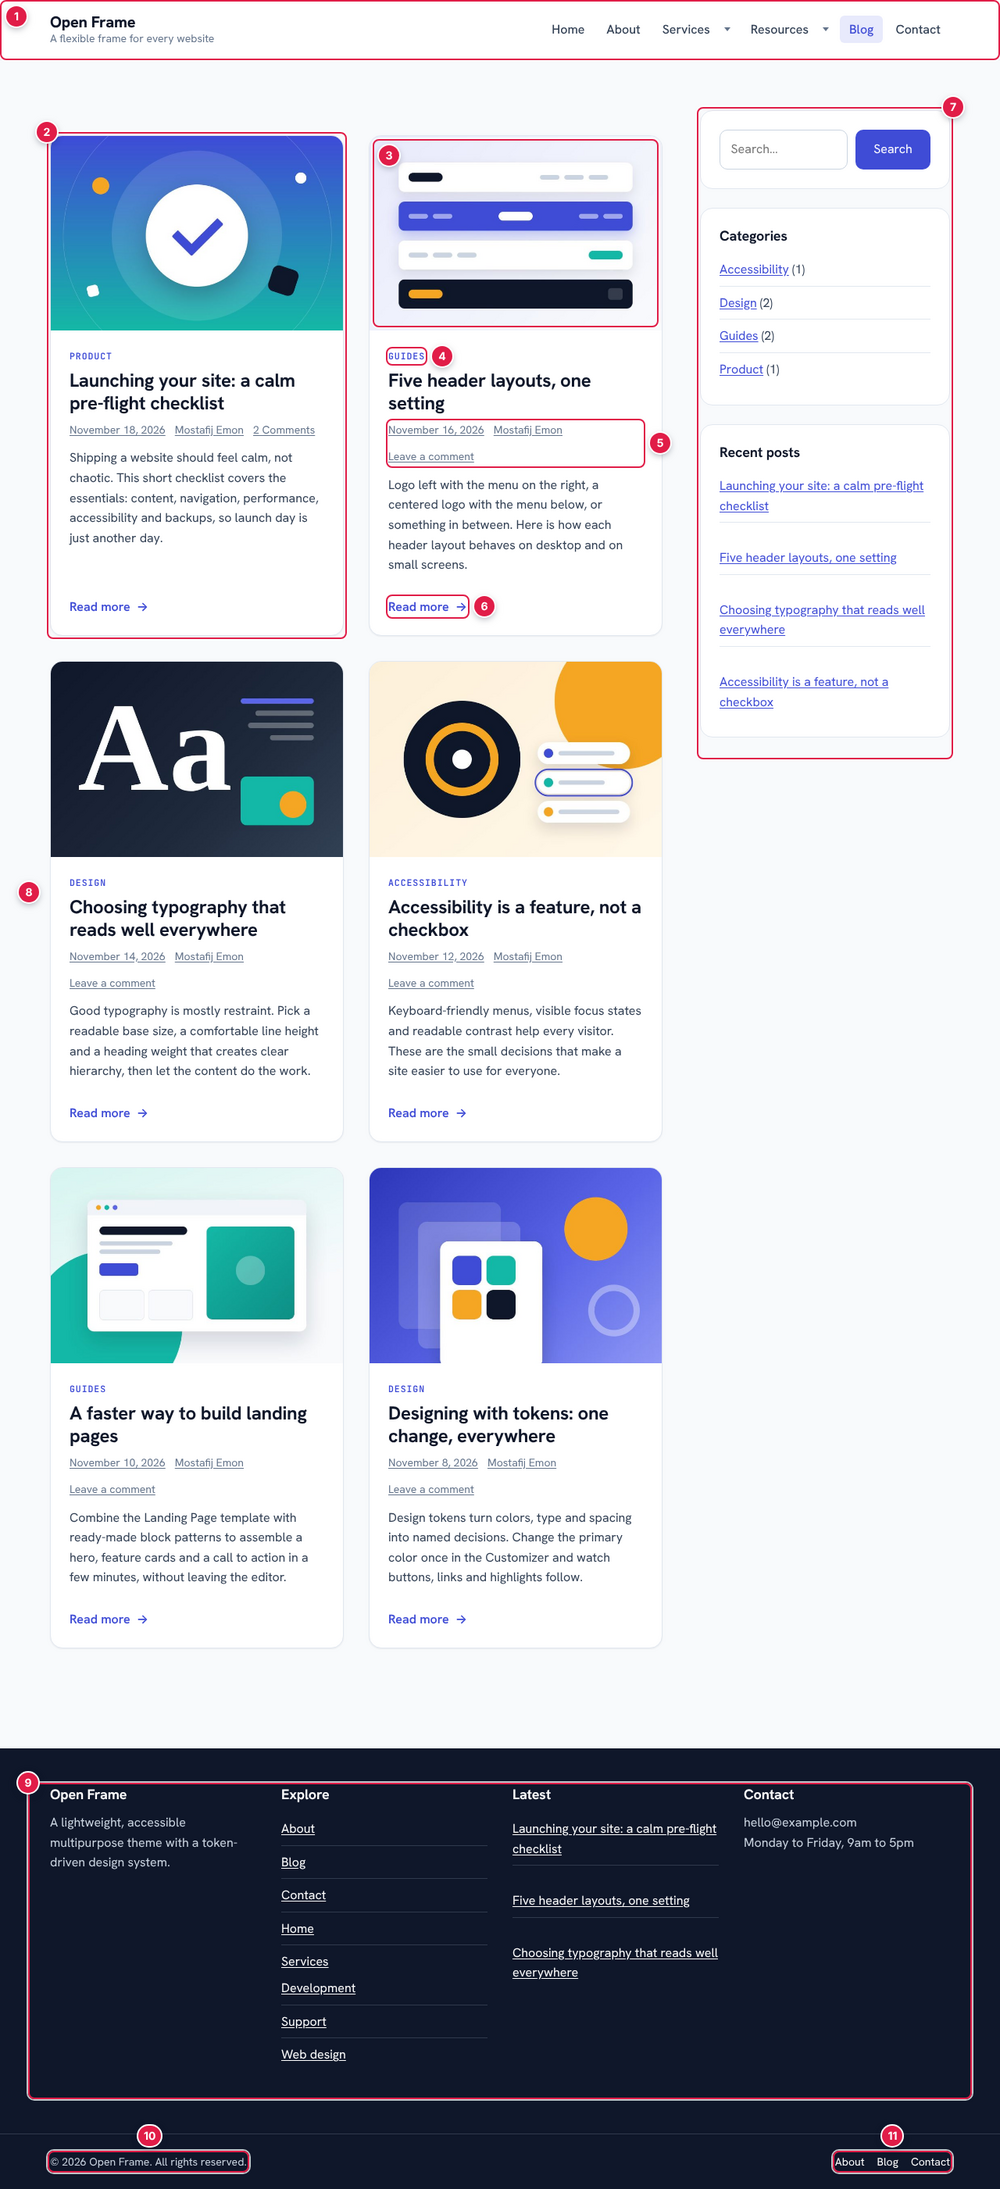 1
Open Frame
A flexible frame for every website
Home About Services Resources Blog Contact
2
PRODUCT
Launching your site: a calm
pre-flight checklist
November 18, 2026 Mostafij Emon 2 Comments
Shipping a website should feel calm, not
chaotic. This short checklist covers the
essentials: content, navigation, performance,
accessibility and backups, so launch day is
just another day.
Read more →
3
GUIDES
4
Five header layouts, one
setting
November 16, 2026 Mostafij Emon
Leave a comment
5
Logo left with the menu on the right, a
centered logo with the menu below, or
something in between. Here is how each
header layout behaves on desktop and on
small screens.
Read more →
6
7
Search...
Search
Categories
Accessibility (1)
Design (2)
Guides (2)
Product (1)
Recent posts
Launching your site: a calm pre-flight
checklist
Five header layouts, one setting
Choosing typography that reads well
everywhere
Accessibility is a feature, not a
checkbox
8
Aa
DESIGN
Choosing typography that
reads well everywhere
November 14, 2026 Mostafij Emon
Leave a comment
Good typography is mostly restraint. Pick a
readable base size, a comfortable line height
and a heading weight that creates clear
hierarchy, then let the content do the work.
Read more →
ACCESSIBILITY
Accessibility is a feature, not a
checkbox
November 12, 2026 Mostafij Emon
Leave a comment
Keyboard-friendly menus, visible focus states
and readable contrast help every visitor.
These are the small decisions that make a
site easier to use for everyone.
Read more →
GUIDES
A faster way to build landing
pages
November 10, 2026 Mostafij Emon
Leave a comment
Combine the Landing Page template with
ready-made block patterns to assemble a
hero, feature cards and a call to action in a
few minutes, without leaving the editor.
Read more →
DESIGN
Designing with tokens: one
change, everywhere
November 8, 2026 Mostafij Emon
Leave a comment
Design tokens turn colors, type and spacing
into named decisions. Change the primary
color once in the Customizer and watch
buttons, links and highlights follow.
Read more →
9
Open Frame
A lightweight, accessible
multipurpose theme with a token-
driven design system.
Explore
About
Blog
Contact
Home
Services
Development
Support
Web design
Latest
Launching your site: a calm pre-flight
checklist
Five header layouts, one setting
Choosing typography that reads well
everywhere
Contact
hello@example.com
Monday to Friday, 9am to 5pm
10
© 2026 Open Frame. All rights reserved.
11
About Blog Contact